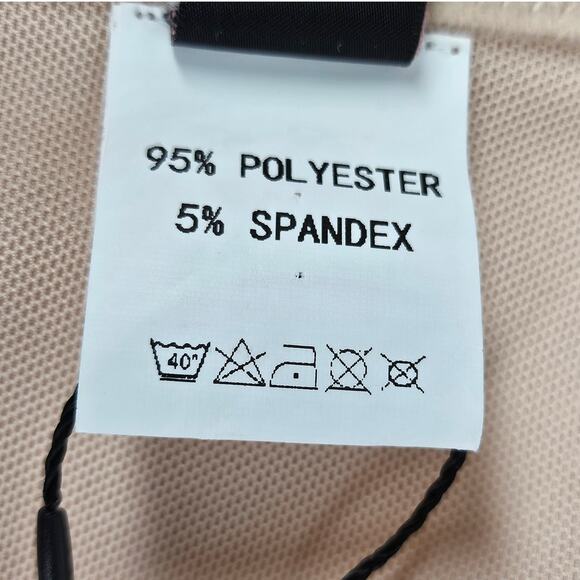 95% POLYESTER
5% SPANDEX
40°